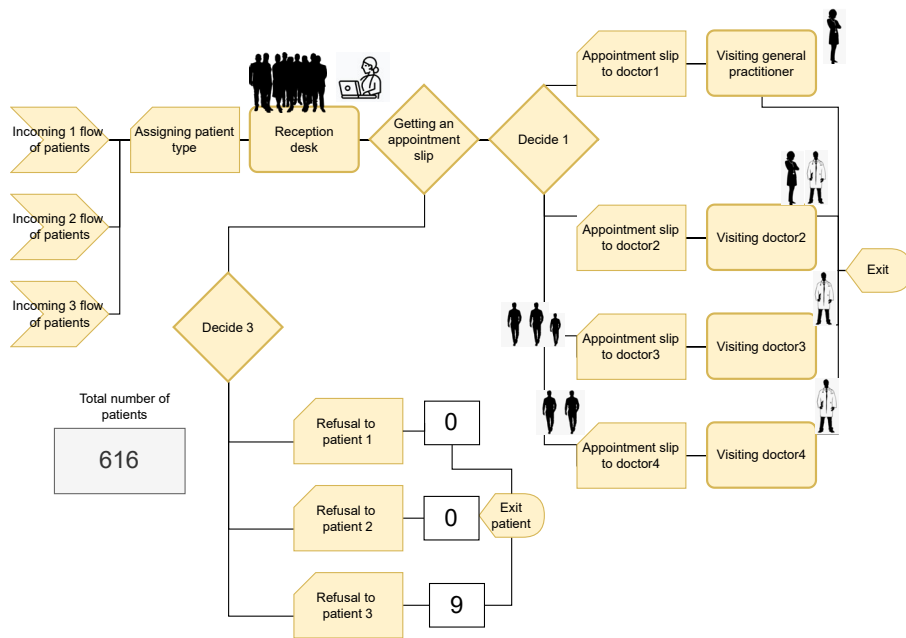 Incoming 1 flow
of patients
Assigning patient
type
Reception
desk
Getting an
appointment
slip
Decide 1
Appointment slip
to doctor1
Visiting general
practitioner
Incoming 2 flow
of patients
Appointment slip
to doctor2
Visiting doctor2
Exit
Incoming 3 flow
of patients
Decide 3
Appointment slip
to doctor3
Visiting doctor3
Total number of
patients
616
Refusal to
patient 1
0
Appointment slip
to doctor4
Visiting doctor4
Refusal to
patient 2
0
Exit
patient
Refusal to
patient 3
9